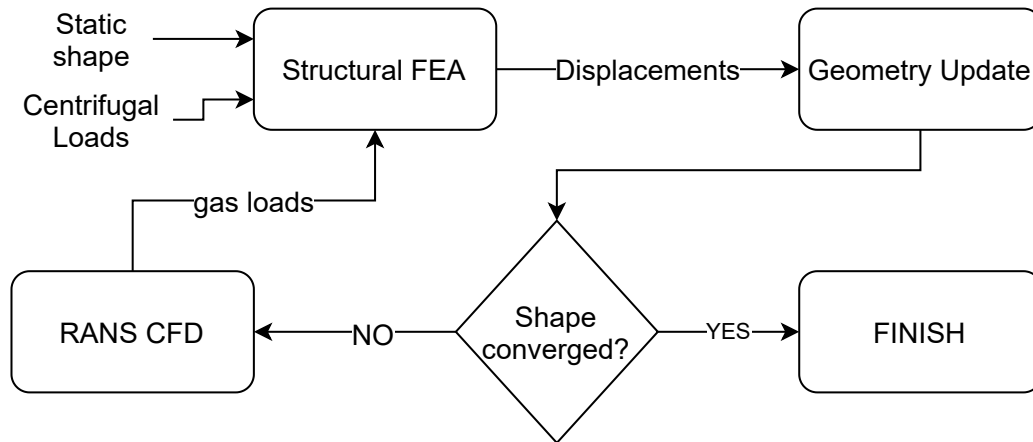 Static
shape
Structural FEA
Displacements
Geometry Update
Centrifugal
Loads
gas loads
RANS CFD
NO
Shape
converged?
YES
FINISH